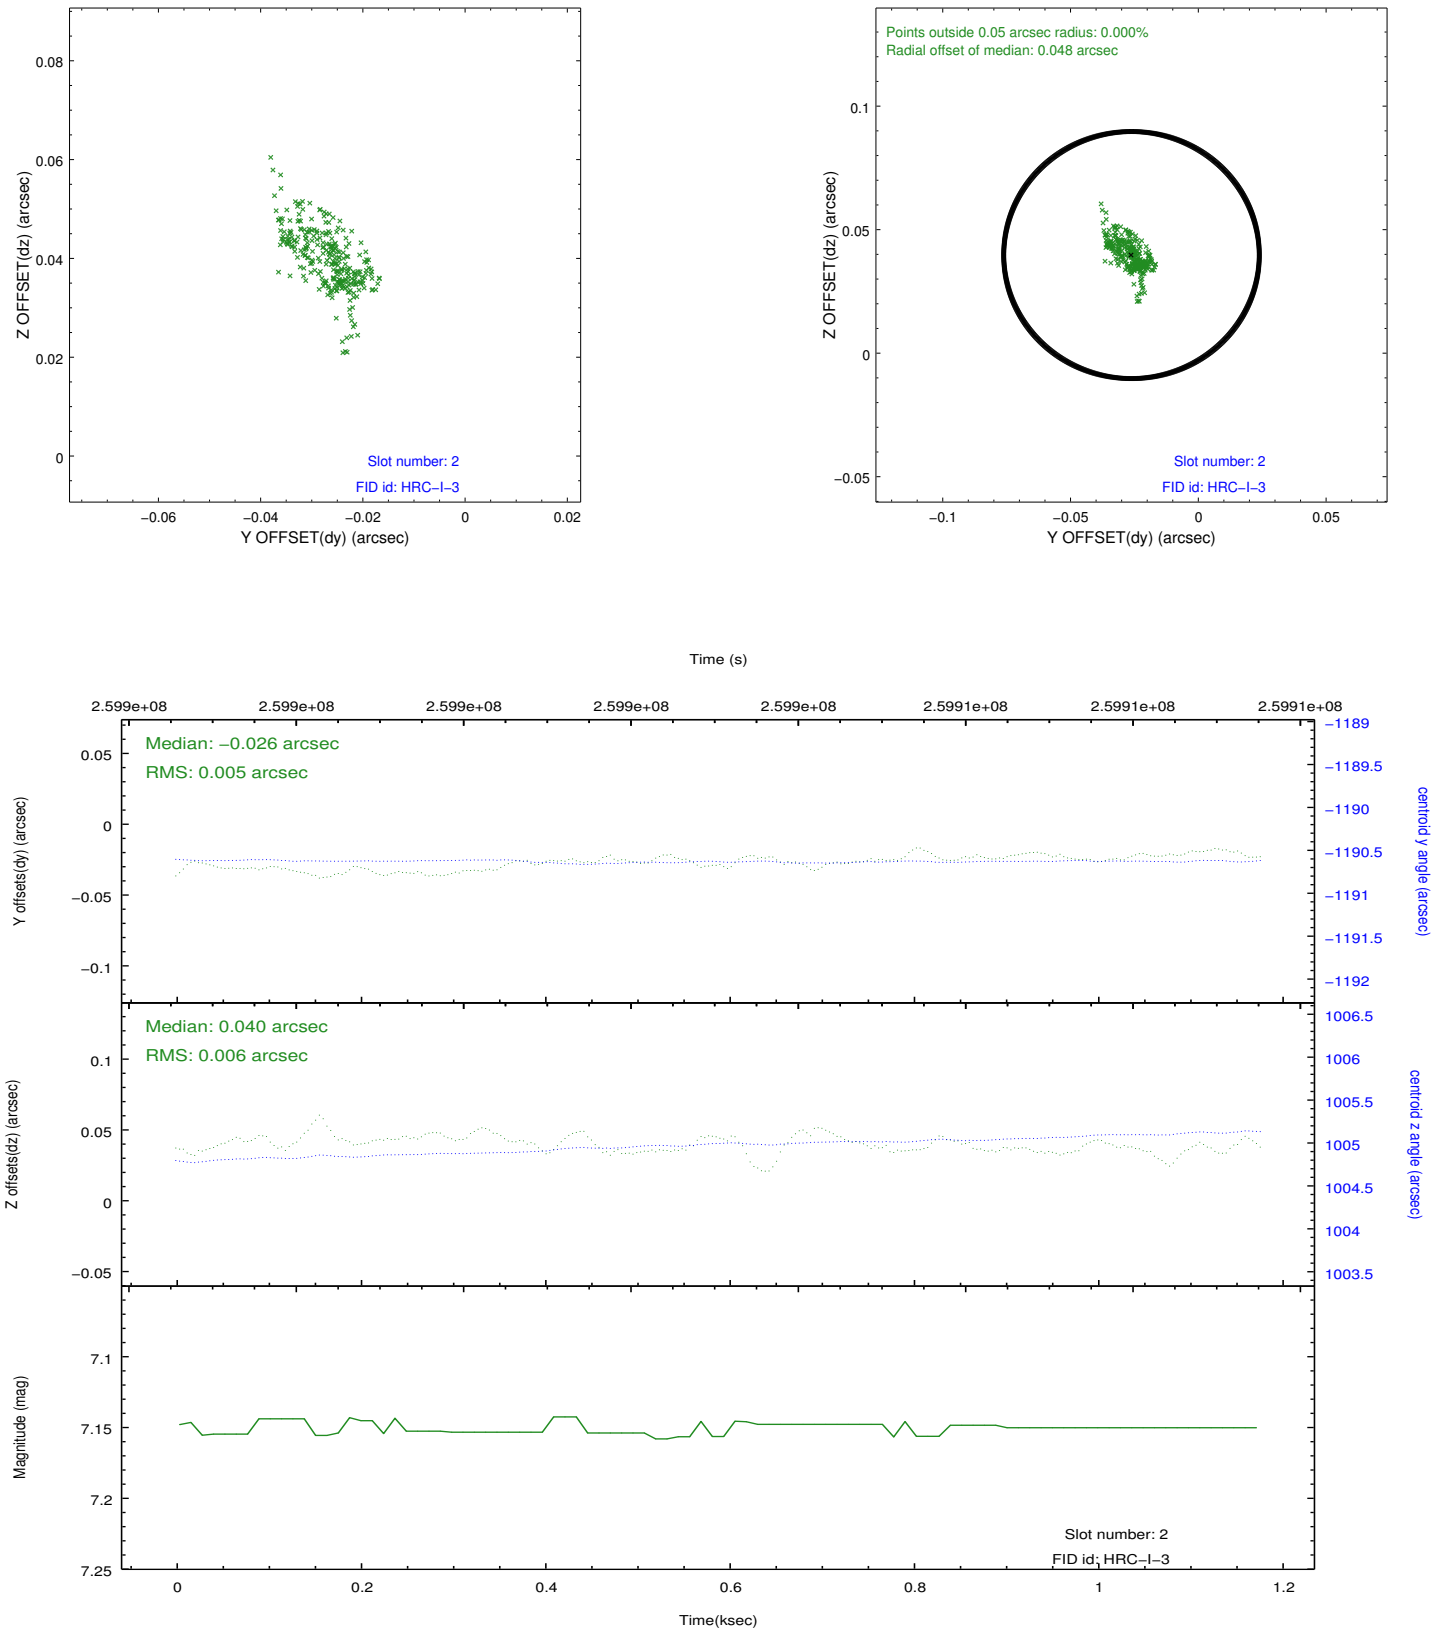 0.08
0.06
0.04
0.02
0
Z OFFSET(dz) (arcsec)
Slot number: 2
FID id: HRC−I−3
−0.06
−0.04
−0.02
0
0.02
Y OFFSET(dy) (arcsec)
Points outside 0.05 arcsec radius: 0.000%
Radial offset of median: 0.048 arcsec
0.1
0.05
0
−0.05
Z OFFSET(dz) (arcsec)
Slot number: 2
FID id: HRC−I−3
−0.1
−0.05
0
0.05
Y OFFSET(dy) (arcsec)
Time (s)
2.599e+08
2.599e+08
2.599e+08
2.599e+08
2.599e+08
2.5991e+08
2.5991e+08
2.5991e+08
Median: −0.026 arcsec
RMS: 0.005 arcsec
0.05
0
−0.05
−0.1
Y offsets(dy) (arcsec)
−1189
−1189.5
−1190
−1190.5
−1191
−1191.5
−1192
centroid y angle (arcsec)
Median: 0.040 arcsec
RMS: 0.006 arcsec
0.1
0.05
0
−0.05
Z offsets(dz) (arcsec)
1006.5
1006
1005.5
1005
1004.5
1004
1003.5
centroid z angle (arcsec)
7.1
7.15
7.2
7.25
Magnitude (mag)
Slot number: 2
FID id: HRC−I−3
0
0.2
0.4
0.6
0.8
1
1.2
Time(ksec)